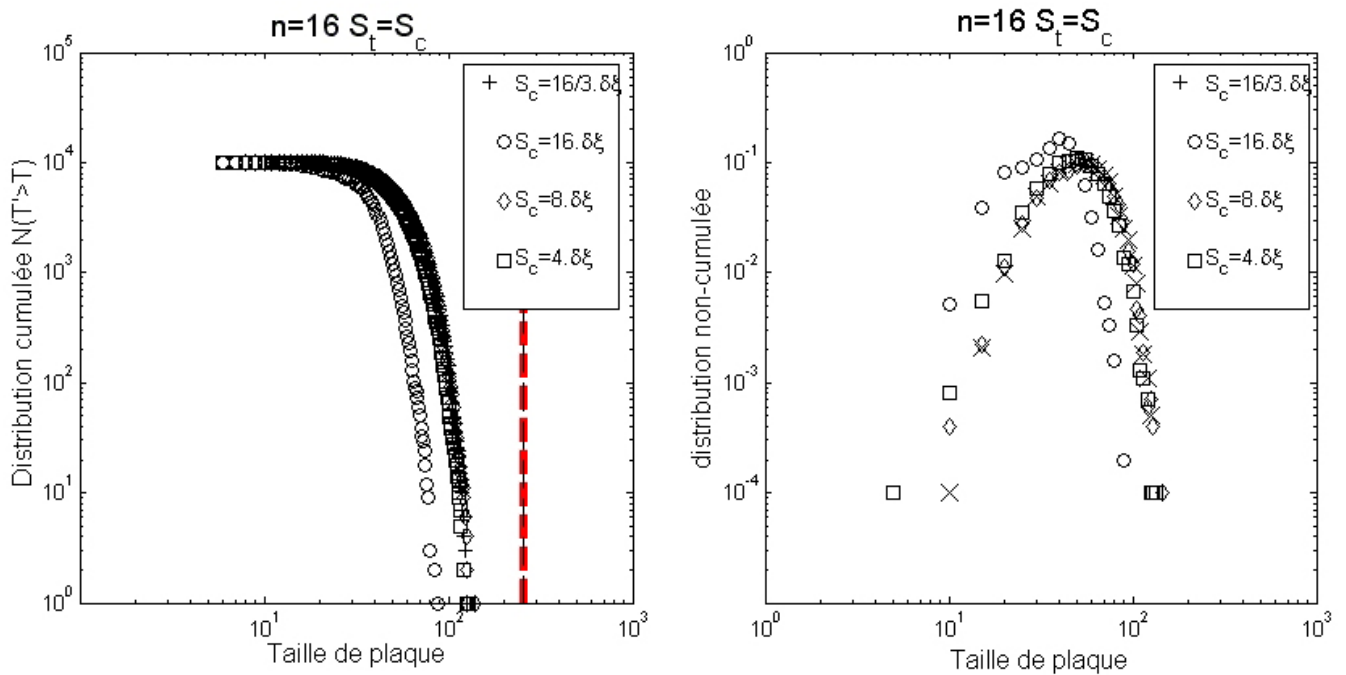 n=16 S_t=S_c
Distribution cumulée N(T'>T)
10^5
10^4
10^3
10^2
10^1
10^0
S_c=16/3.δξ
S_c=16.δξ
S_c=8.δξ
S_c=4.δξ
10^1
10^2
10^3
Taille de plaque
n=16 S_t=S_c
distribution non-cumulée
10^0
10^-1
10^-2
10^-3
10^-4
S_c=16/3.δξ
S_c=16.δξ
S_c=8.δξ
S_c=4.δξ
10^0
10^1
10^2
10^3
Taille de plaque